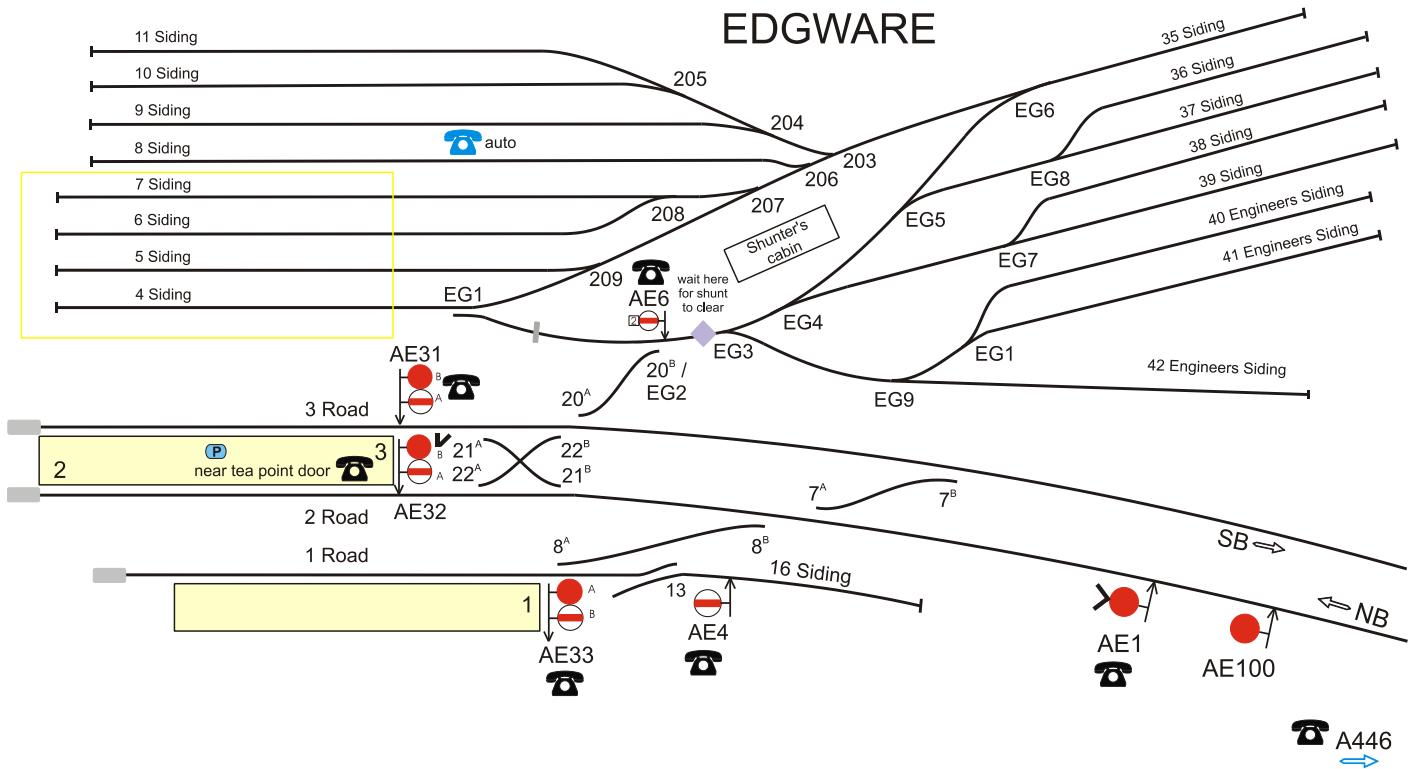 EDGWARE
11 Siding
10 Siding
9 Siding
8 Siding
auto
7 Siding
6 Siding
5 Siding
4 Siding
205
204
203
206
207
208
209
EG1
35 Siding
36 Siding
37 Siding
38 Siding
39 Siding
40 Engineers Siding
41 Engineers Siding
42 Engineers Siding
EG6
EG8
EG5
EG7
EG4
EG3
EG1
EG9
Shunter's
cabin
wait here
for shunt
to clear
AE6
2
20ᴮ /
EG2
20ᴬ
AE31
B
A
3 Road
2
P
near tea point door
3
B
A
21ᴬ
22ᴬ
22ᴮ
21ᴮ
AE32
2 Road
7ᴬ
7ᴮ
1 Road
8ᴬ
8ᴮ
16 Siding
1
A
B
13
AE33
AE4
SB
NB
AE1
AE100
A446